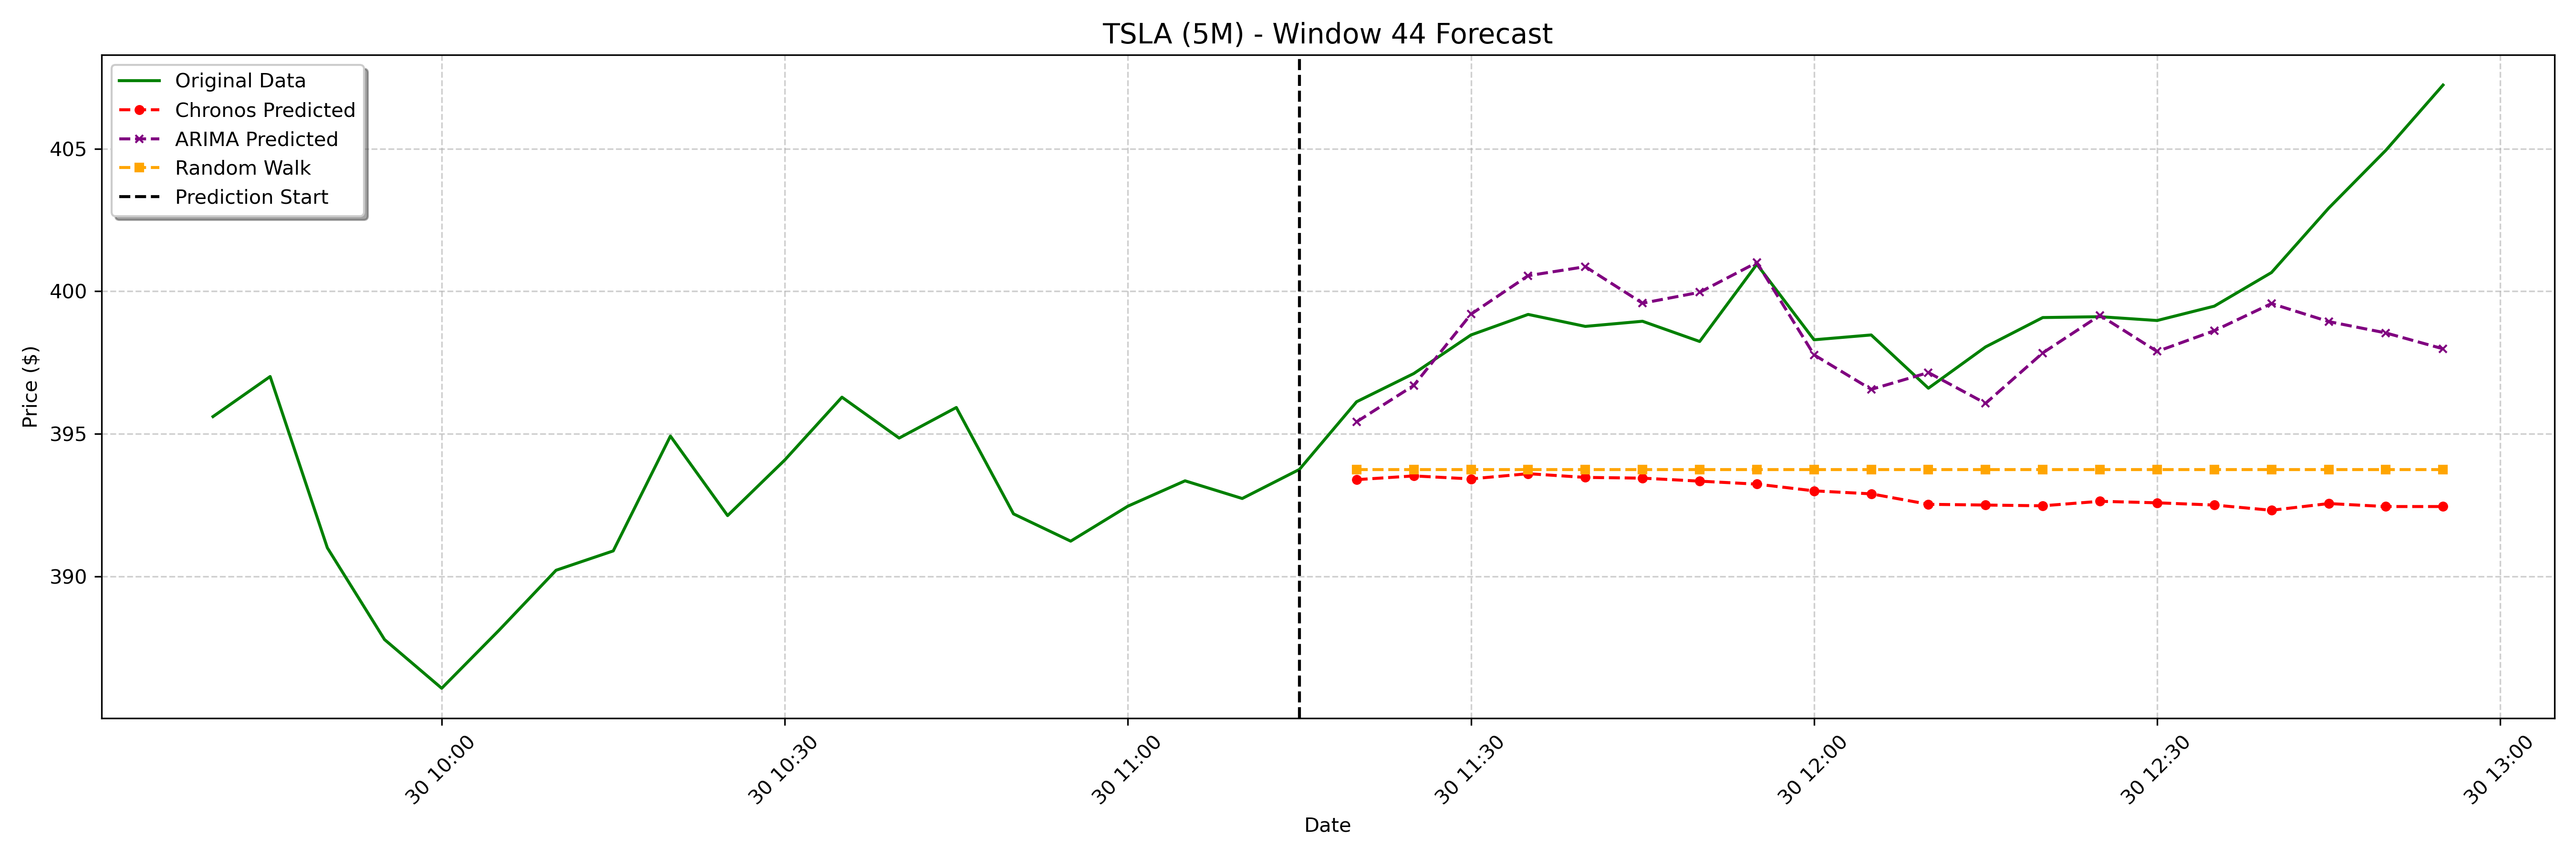 TSLA (5M) - Window 44 Forecast
Original Data
Chronos Predicted
ARIMA Predicted
Random Walk
Prediction Start
Price ($)
405
400
395
390
30 10:00
30 10:30
30 11:00
30 11:30
30 12:00
30 12:30
30 13:00
Date